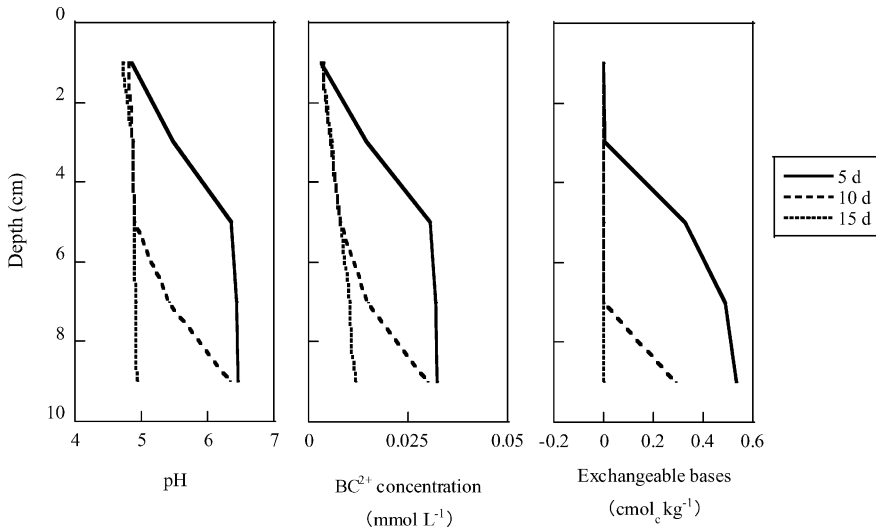 0
2
4
6
8
10
Depth (cm)
4 5 6 7
pH
0 0.025 0.05
BC²⁺ concentration
(mmol L⁻¹)
-0.2 0 0.2 0.4 0.6
Exchangeable bases
(cmol_c kg⁻¹)
5 d
10 d
15 d